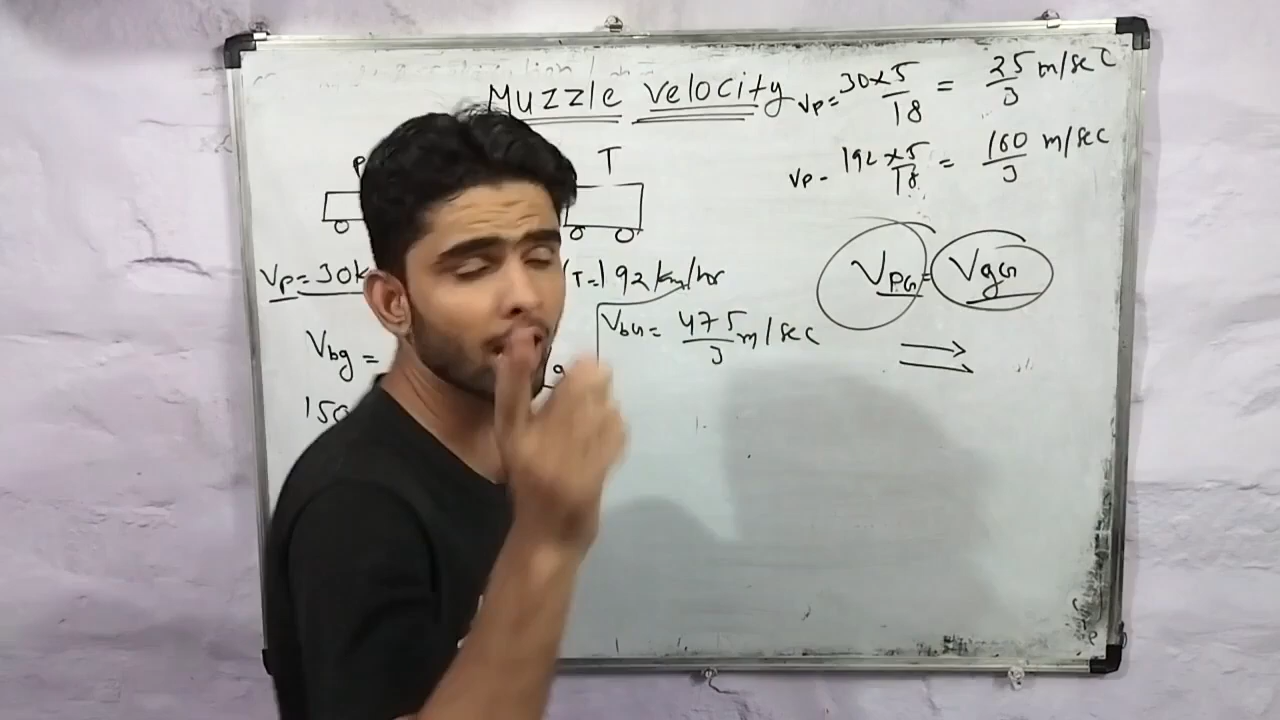 Muzzle velocity
Vp = 30×5/18 = 25/3 m/sec
Vp - 192×5/18 = 160/3 m/sec
P T
Vp = 30k T = 192 km/hr
VPG = VgG
Vbg =
VbG = 475/3 m/sec
150